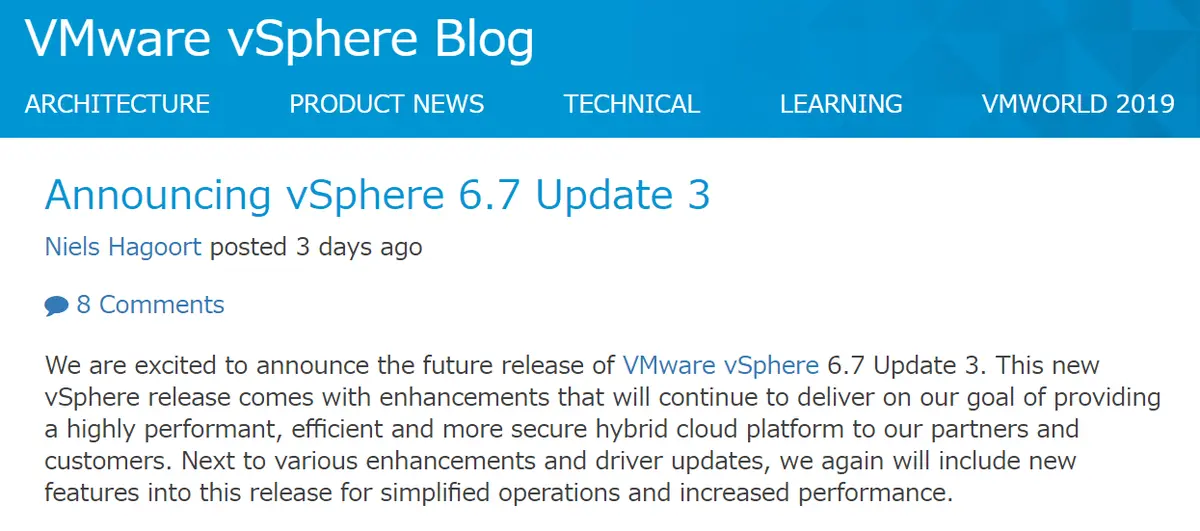 VMware vSphere Blog
ARCHITECTURE PRODUCT NEWS TECHNICAL LEARNING VMWORLD 2019
Announcing vSphere 6.7 Update 3
Niels Hagoort posted 3 days ago
8 Comments
We are excited to announce the future release of VMware vSphere 6.7 Update 3. This new
vSphere release comes with enhancements that will continue to deliver on our goal of providing
a highly performant, efficient and more secure hybrid cloud platform to our partners and
customers. Next to various enhancements and driver updates, we again will include new
features into this release for simplified operations and increased performance.